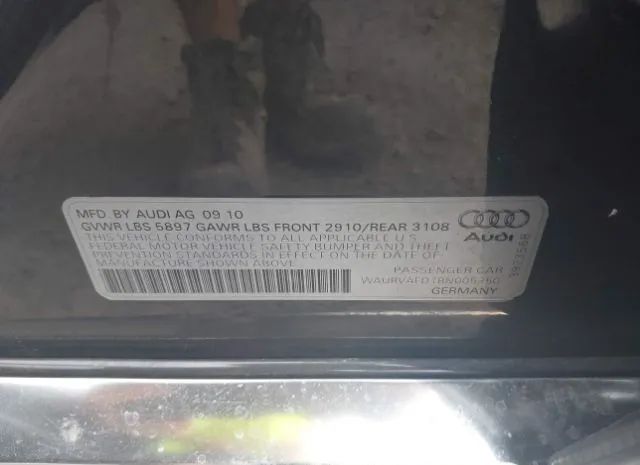 MFD. BY AUDI AG 09 10
GVWR LBS 5897 GAWR LBS FRONT 2910/REAR 3108
THIS VEHICLE CONFORMS TO ALL APPLICABLE U S
FEDERAL MOTOR VEHICLE SAFETY BUMPER AND THEFT
PREVENTION STANDARDS IN EFFECT ON THE DATE OF
MANUFACTURE SHOWN ABOVE
PASSENGER CAR
GERMANY
Audi